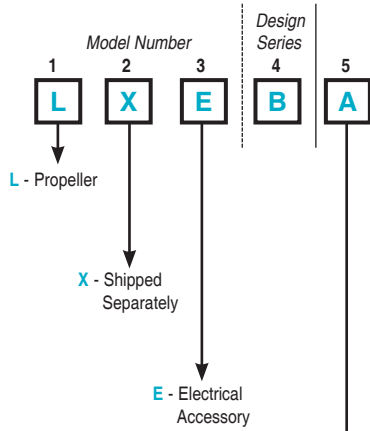 Design
Model Number Series
1 2 3 4 5
L X E B A
L - Propeller
X - Shipped
Separately
E - Electrical
Accessory